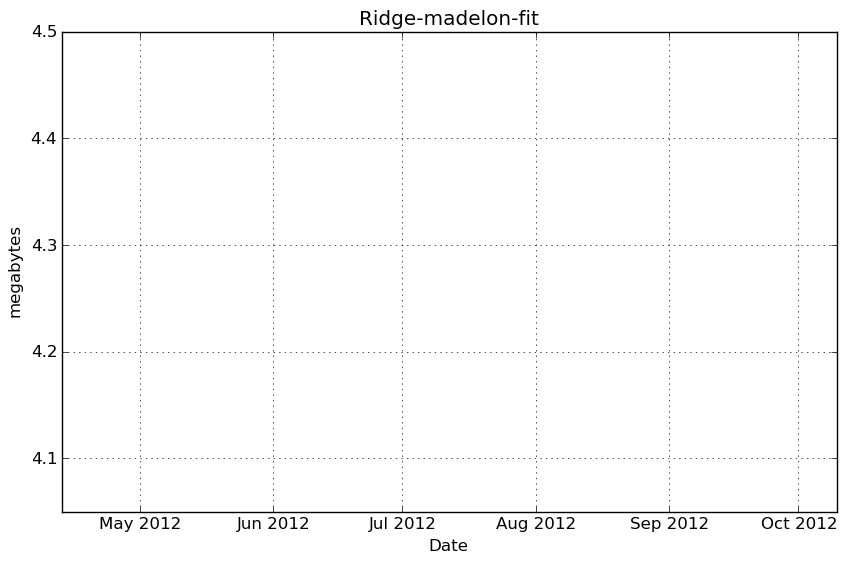 Ridge-madelon-fit
4.5
4.4
4.3
4.2
4.1
megabytes
May 2012
Jun 2012
Jul 2012
Aug 2012
Sep 2012
Oct 2012
Date